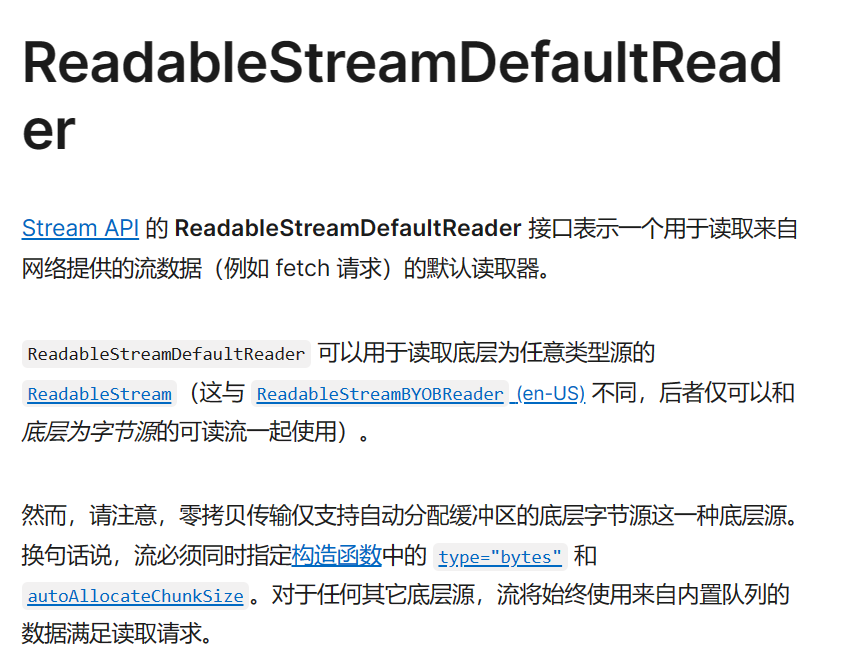 ReadableStreamDefaultRead
er
Stream API 的 ReadableStreamDefaultReader 接口表示一个用于读取来自
网络提供的流数据（例如 fetch 请求）的默认读取器。
ReadableStreamDefaultReader 可以用于读取底层为任意类型源的
ReadableStream （这与 ReadableStreamBYOBReader (en-US) 不同，后者仅可以和
底层为字节源的可读流一起使用）。
然而，请注意，零拷贝传输仅支持自动分配缓冲区的底层字节源这一种底层源。
换句话说，流必须同时指定构造函数中的 type="bytes" 和
autoAllocateChunkSize 。对于任何其它底层源，流将始终使用来自内置队列的
数据满足读取请求。